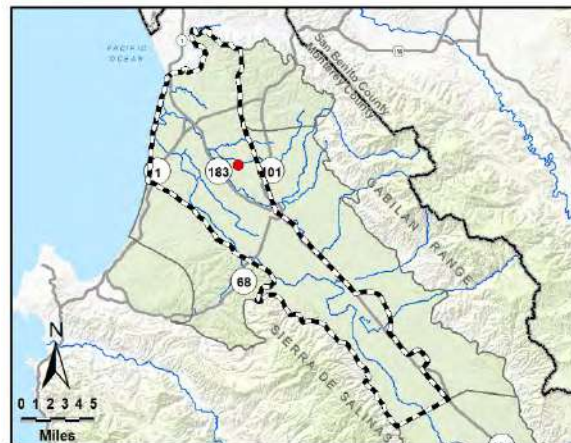 PACIFIC
OCEAN
1
San Benito County
Monterey County
1
183
101
68
GABILAN RANGE
SIERRA DE SALINAS
N
0 1 2 3 4 5
Miles